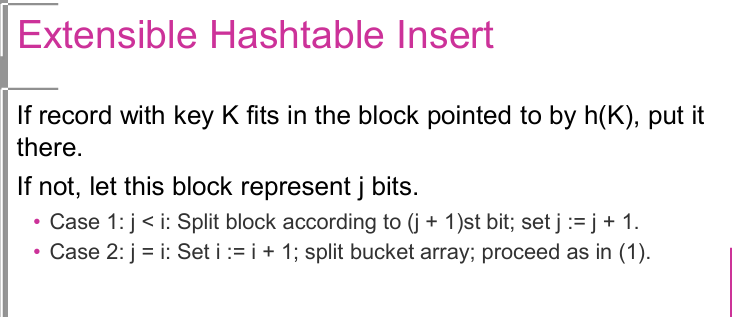 Extensible Hashtable Insert
If record with key K fits in the block pointed to by h(K), put it
there.
If not, let this block represent j bits.
• Case 1: j < i: Split block according to (j + 1)st bit; set j := j + 1.
• Case 2: j = i: Set i := i + 1; split bucket array; proceed as in (1).